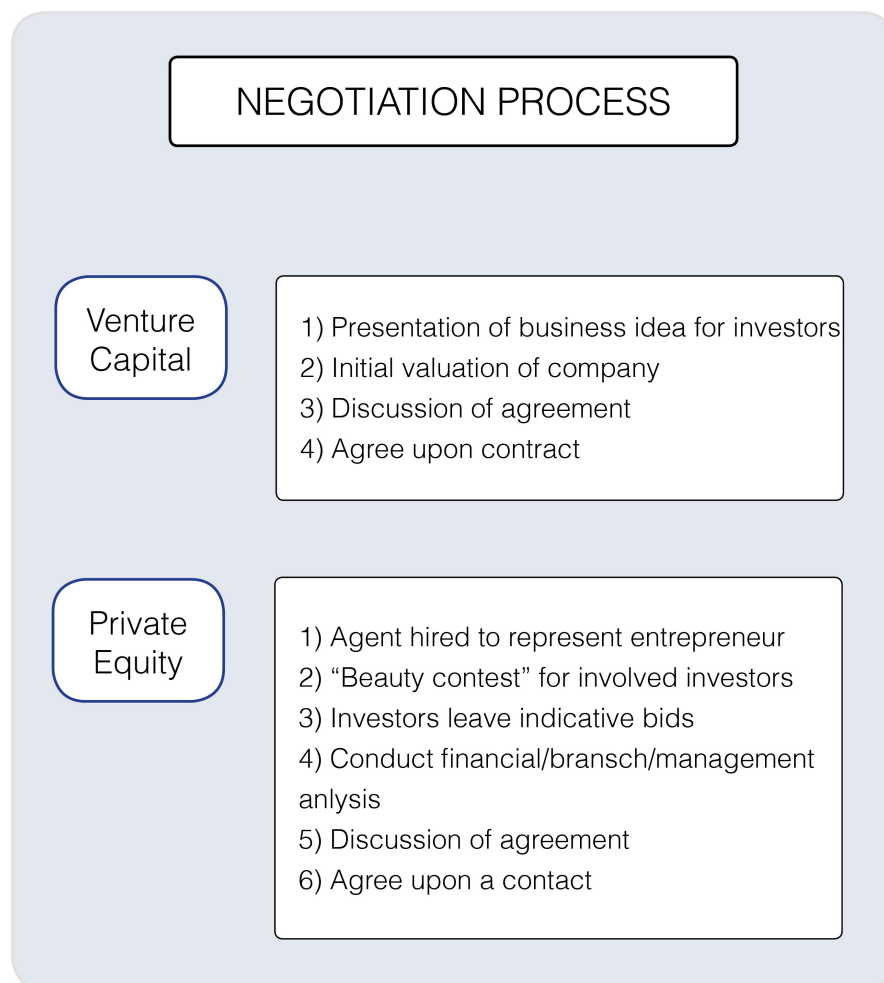 NEGOTIATION PROCESS
Venture
Capital
1) Presentation of business idea for investors
2) Initial valuation of company
3) Discussion of agreement
4) Agree upon contract
Private
Equity
1) Agent hired to represent entrepreneur
2) “Beauty contest” for involved investors
3) Investors leave indicative bids
4) Conduct financial/bransch/management
anlysis
5) Discussion of agreement
6) Agree upon a contact